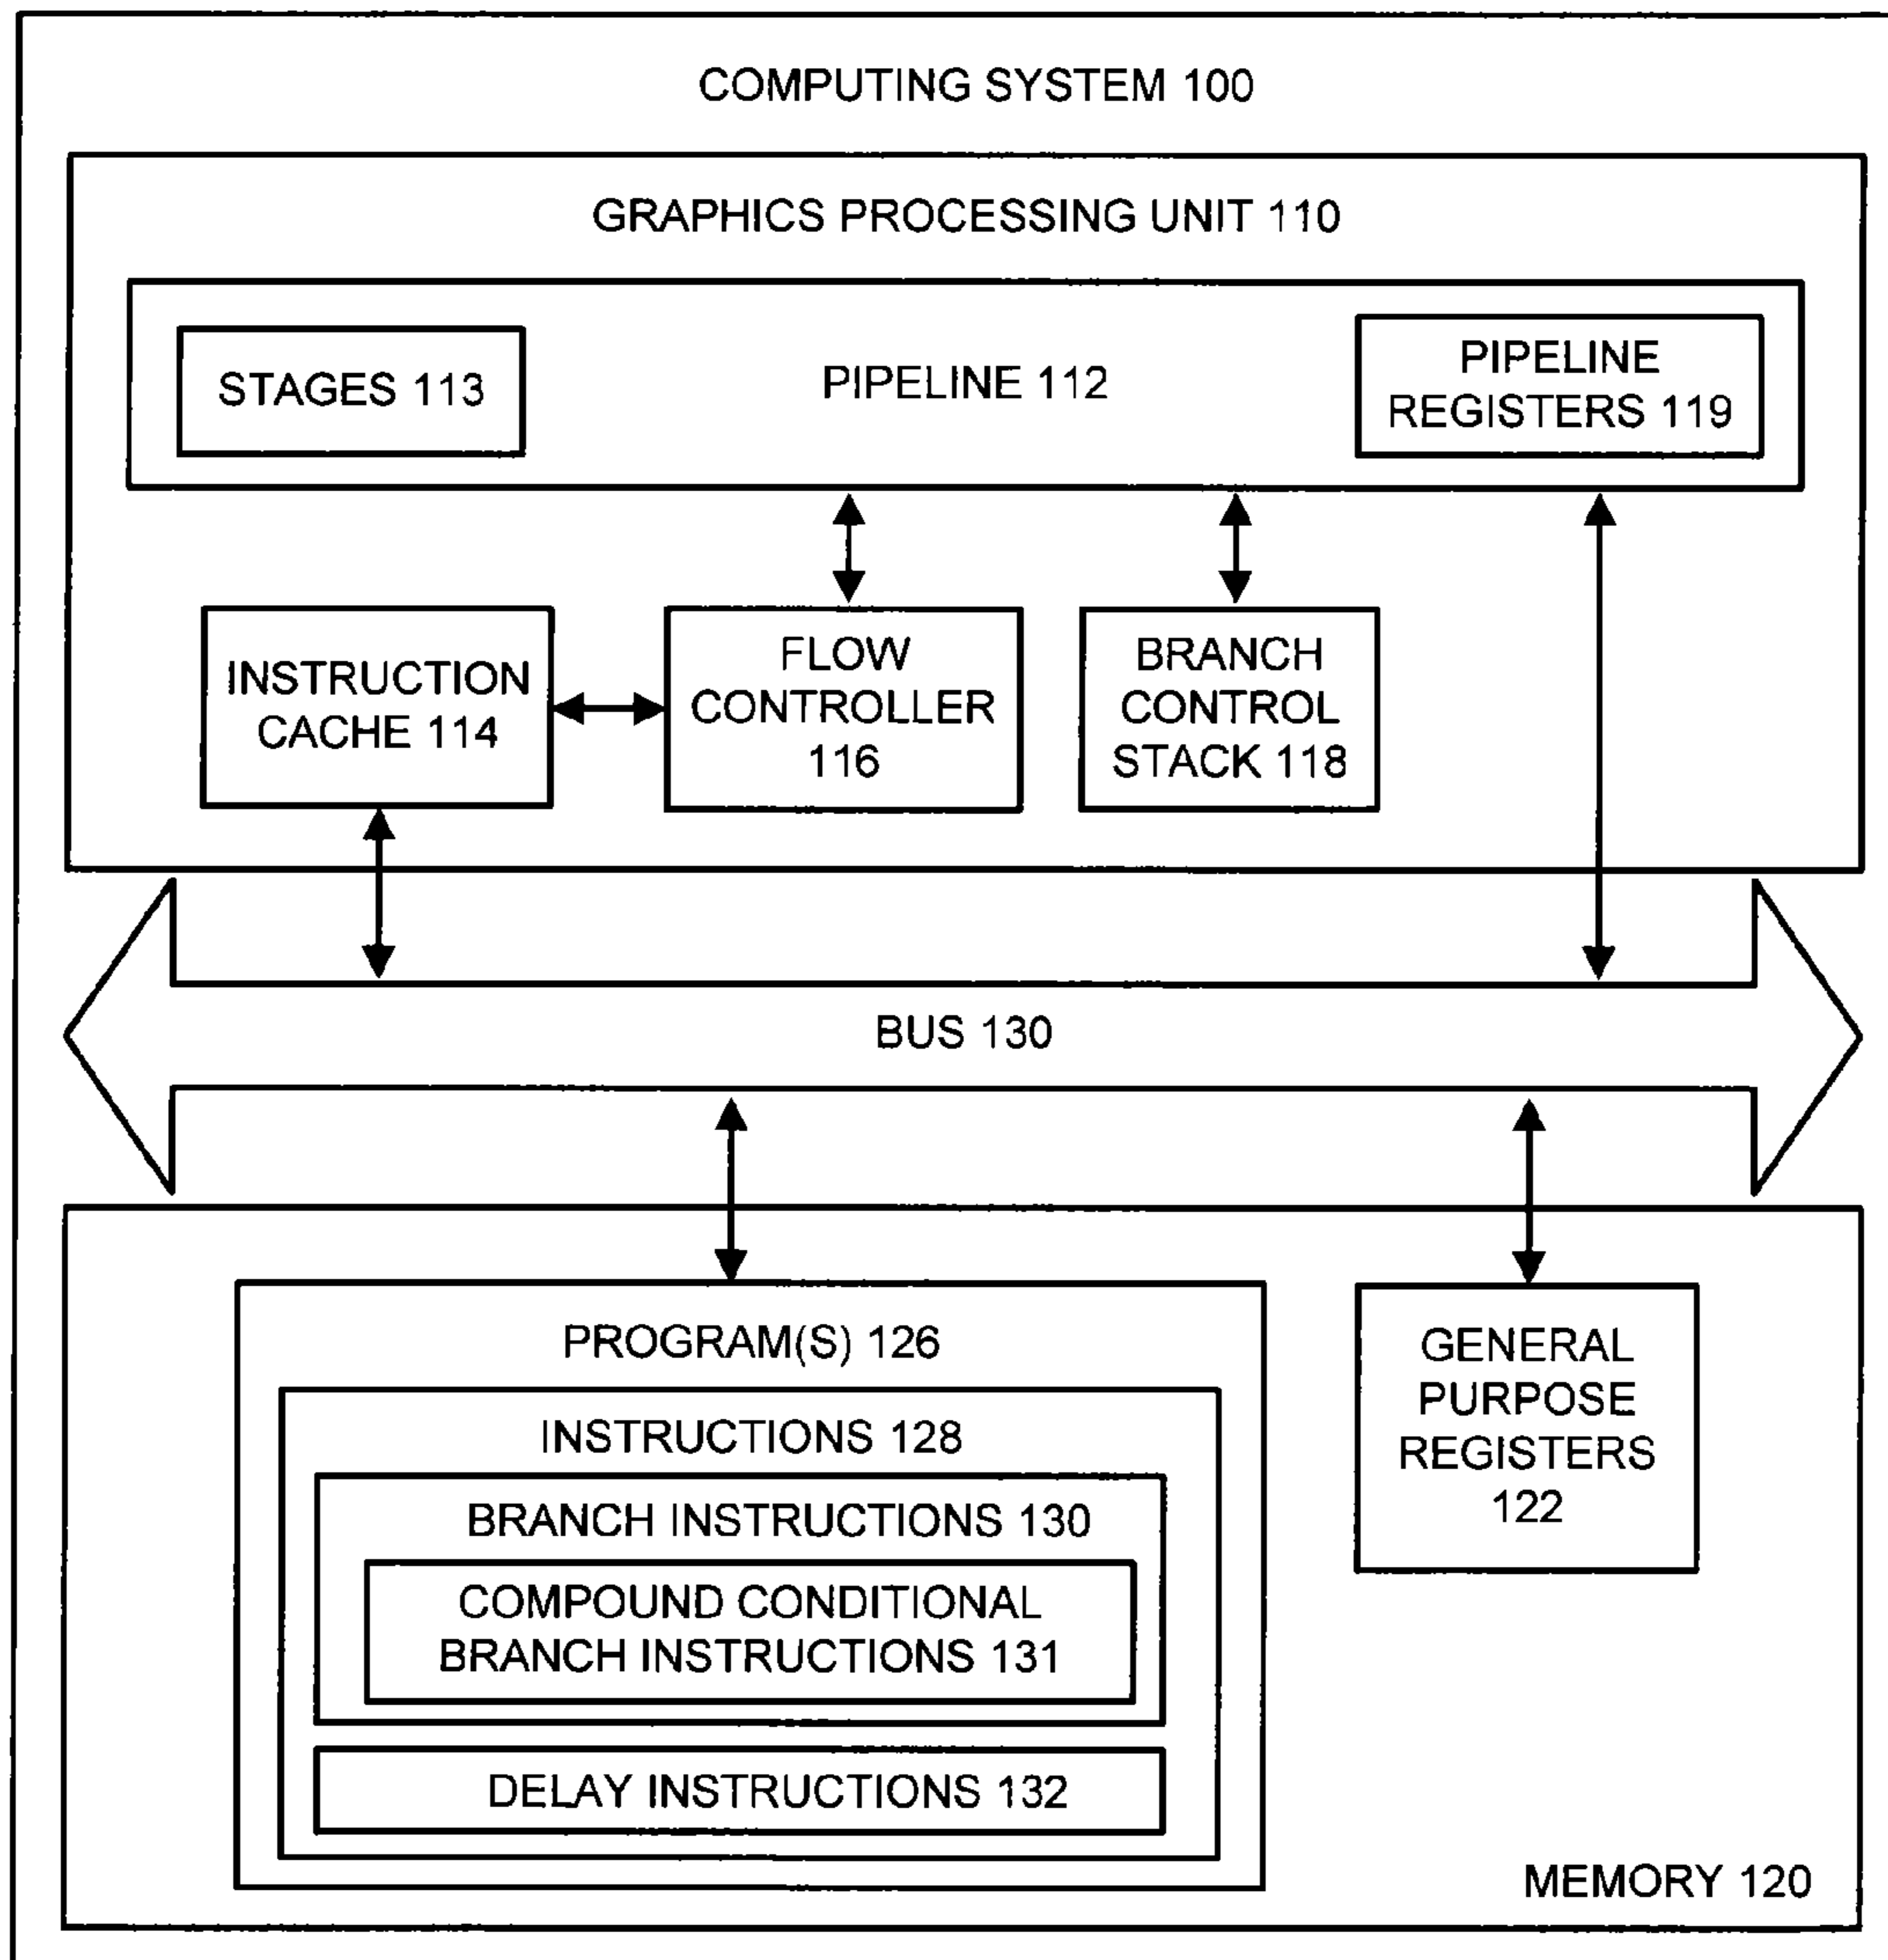 COMPUTING SYSTEM 100
GRAPHICS PROCESSING UNIT 110
STAGES 113
PIPELINE 112
PIPELINE
REGISTERS 119
INSTRUCTION
CACHE 114
FLOW
CONTROLLER
116
BRANCH
CONTROL
STACK 118
BUS 130
PROGRAM(S) 126
INSTRUCTIONS 128
BRANCH INSTRUCTIONS 130
COMPOUND CONDITIONAL
BRANCH INSTRUCTIONS 131
DELAY INSTRUCTIONS 132
GENERAL
PURPOSE
REGISTERS
122
MEMORY 120